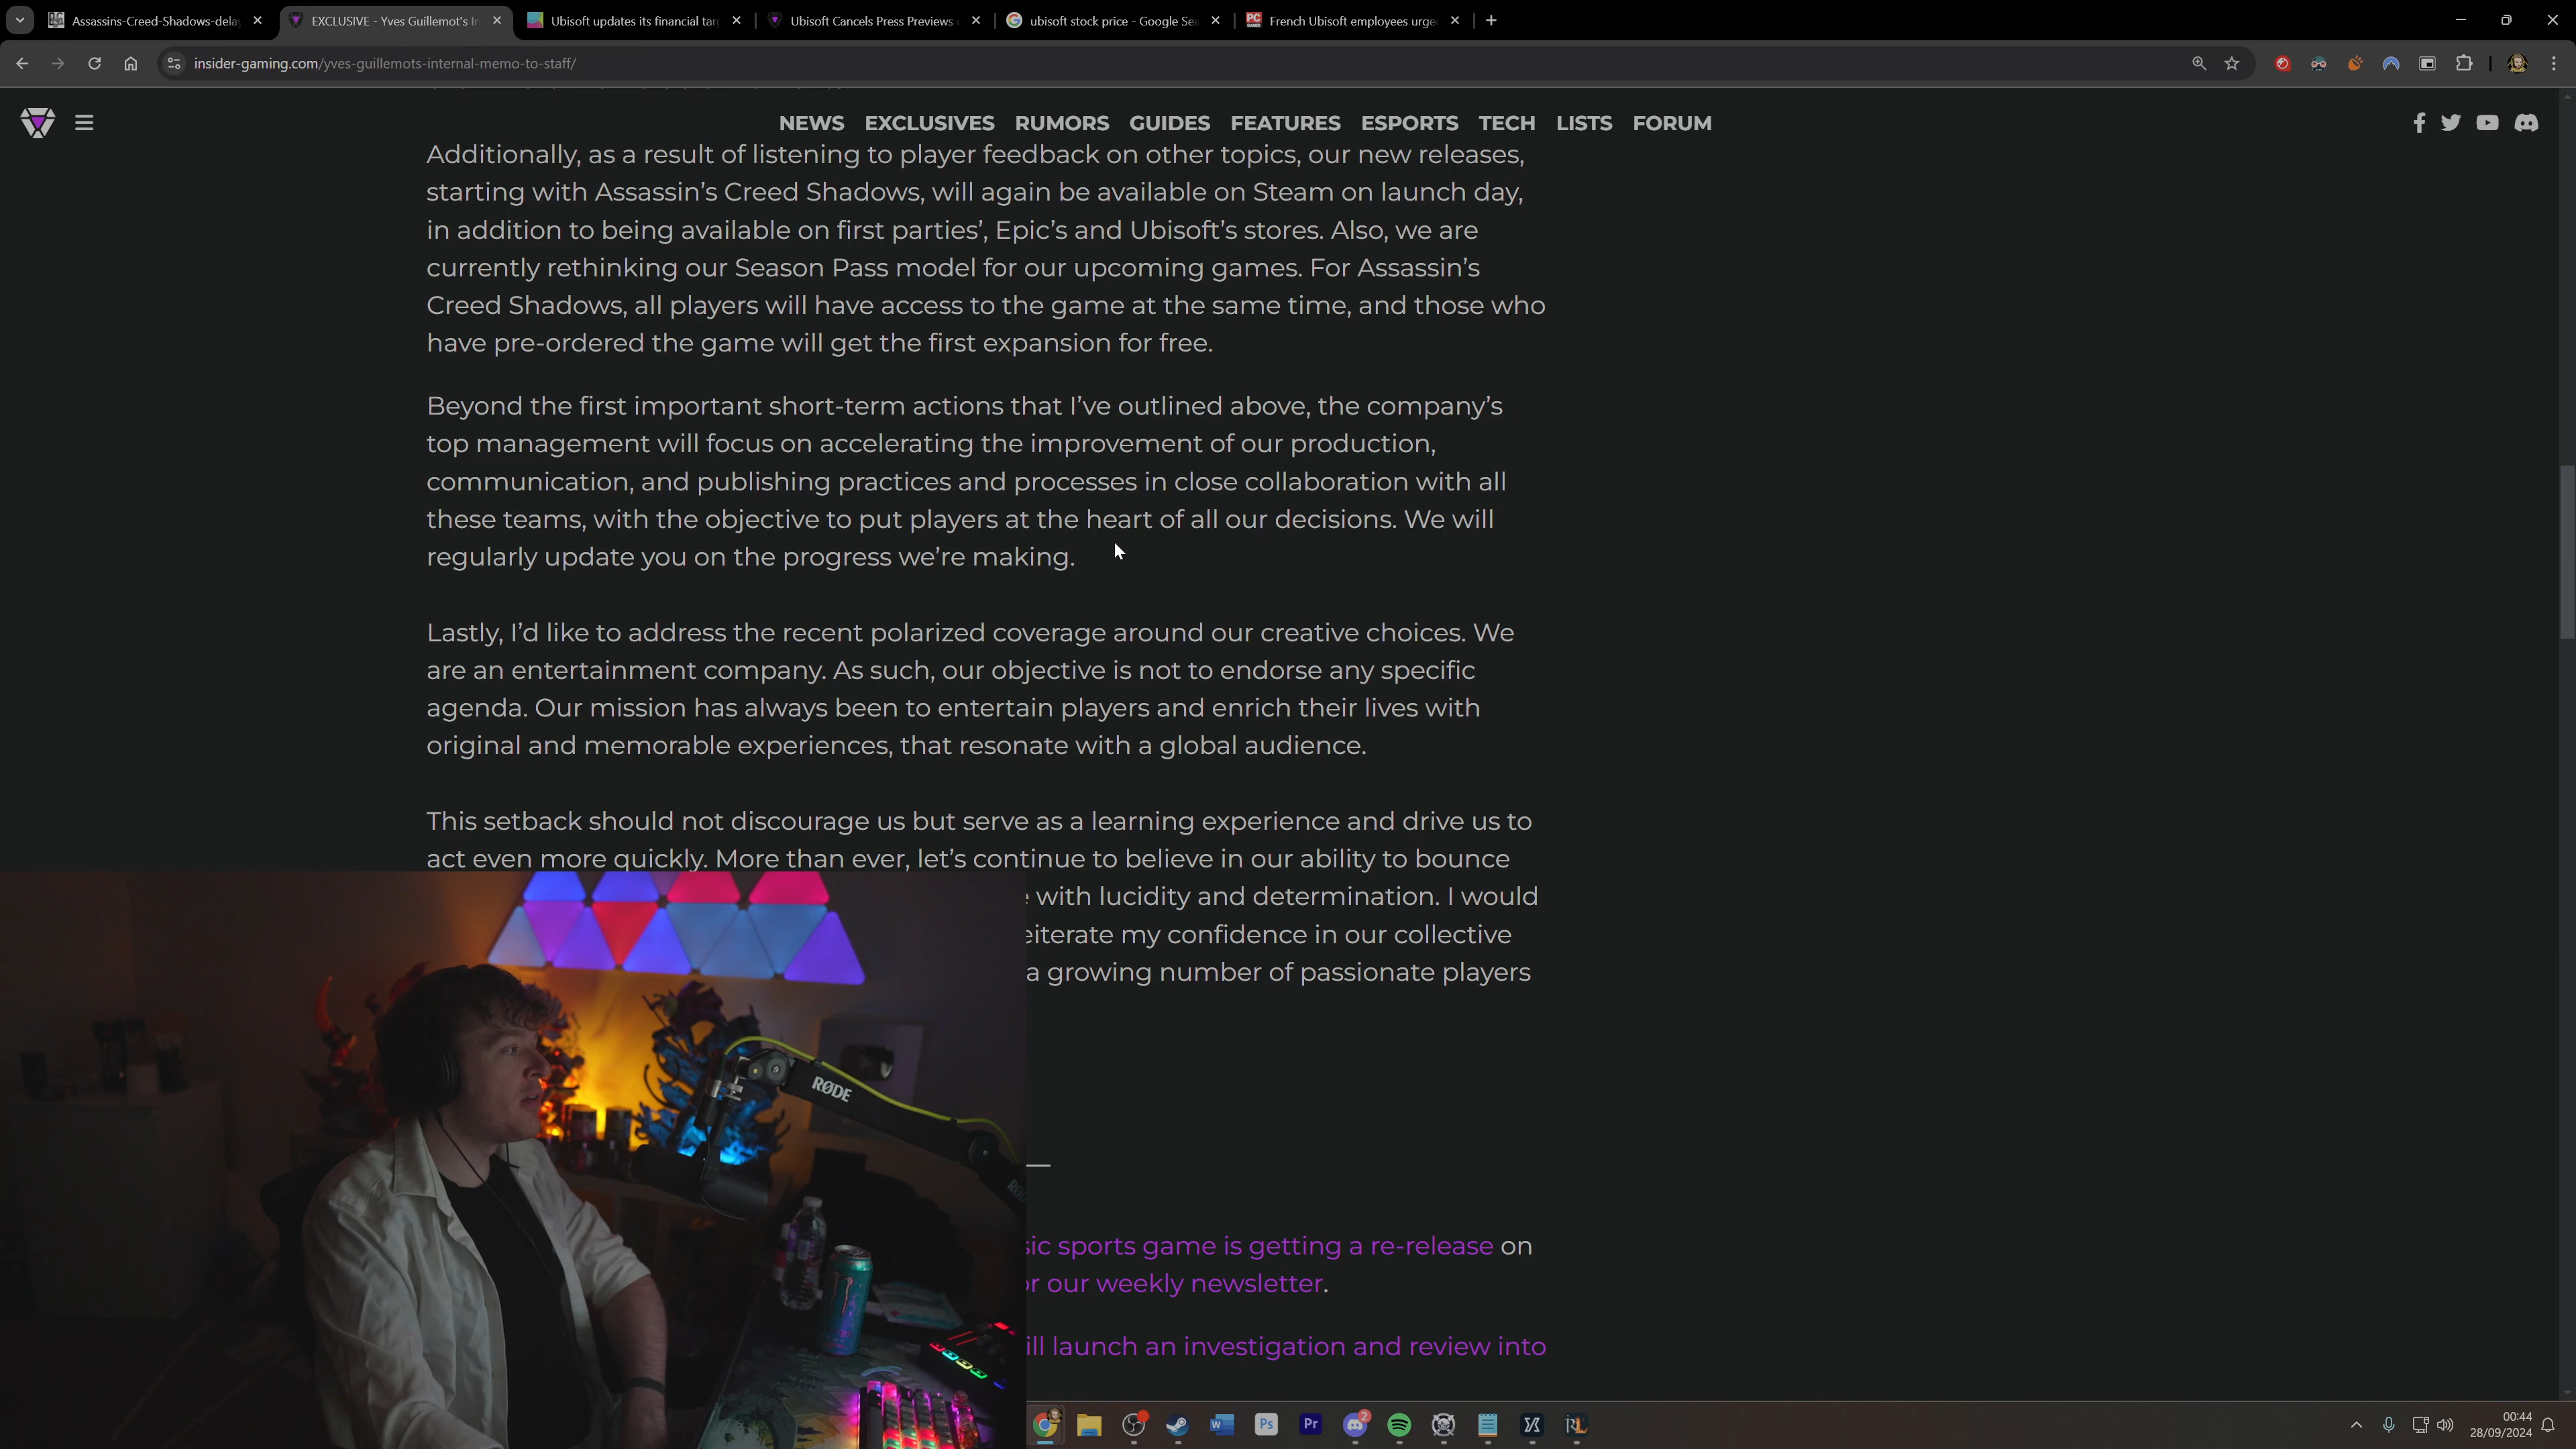 Assassins-Creed-Shadows-dela
EXCLUSIVE - Yves Guillemot's In
Ubisoft updates its financial tar
Ubisoft Cancels Press Previews
ubisoft stock price - Google Se
PC GAMER
French Ubisoft employees urge
insider-gaming.com/yves-guillemots-internal-memo-to-staff/
NEWS EXCLUSIVES RUMORS GUIDES FEATURES ESPORTS TECH LISTS FORUM
Additionally, as a result of listening to player feedback on other topics, our new releases,
starting with Assassin’s Creed Shadows, will again be available on Steam on launch day,
in addition to being available on first parties’, Epic’s and Ubisoft’s stores. Also, we are
currently rethinking our Season Pass model for our upcoming games. For Assassin’s
Creed Shadows, all players will have access to the game at the same time, and those who
have pre-ordered the game will get the first expansion for free.
Beyond the first important short-term actions that I’ve outlined above, the company’s
top management will focus on accelerating the improvement of our production,
communication, and publishing practices and processes in close collaboration with all
these teams, with the objective to put players at the heart of all our decisions. We will
regularly update you on the progress we’re making.
Lastly, I’d like to address the recent polarized coverage around our creative choices. We
are an entertainment company. As such, our objective is not to endorse any specific
agenda. Our mission has always been to entertain players and enrich their lives with
original and memorable experiences, that resonate with a global audience.
This setback should not discourage us but serve as a learning experience and drive us to
act even more quickly. More than ever, let’s continue to believe in our ability to bounce
with lucidity and determination. I would
eiterate my confidence in our collective
a growing number of passionate players
RØDE
sic sports game is getting a re-release on
or our weekly newsletter.
ill launch an investigation and review into
W
Ps
Pr
2
00:44
28/09/2024